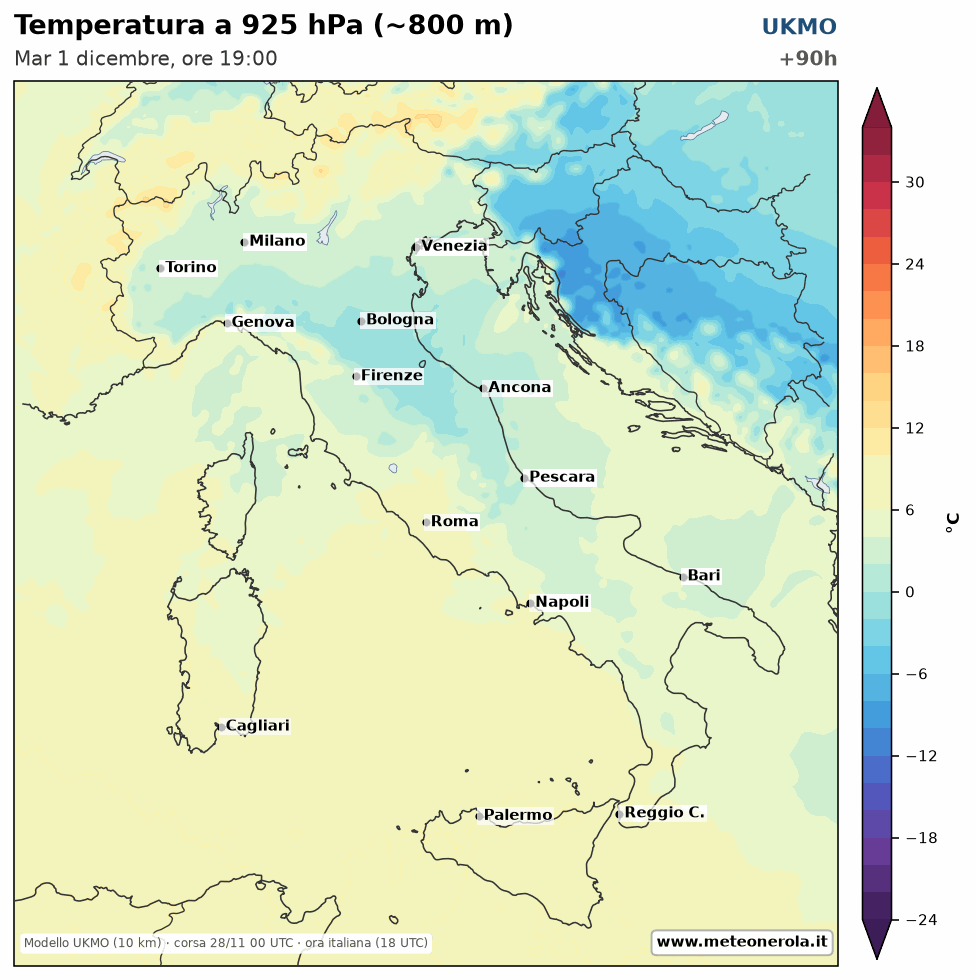 Temperatura a 925 hPa (~800 m)
UKMO
Mar 1 dicembre, ore 19:00
+90h
Milano
Venezia
Torino
Genova
Bologna
Firenze
Ancona
Pescara
Roma
Bari
Napoli
Cagliari
Palermo
Reggio C.
30
24
18
12
6
0
−6
−12
−18
−24
°C
Modello UKMO (10 km) · corsa 28/11 00 UTC · ora italiana (18 UTC)
www.meteonerola.it